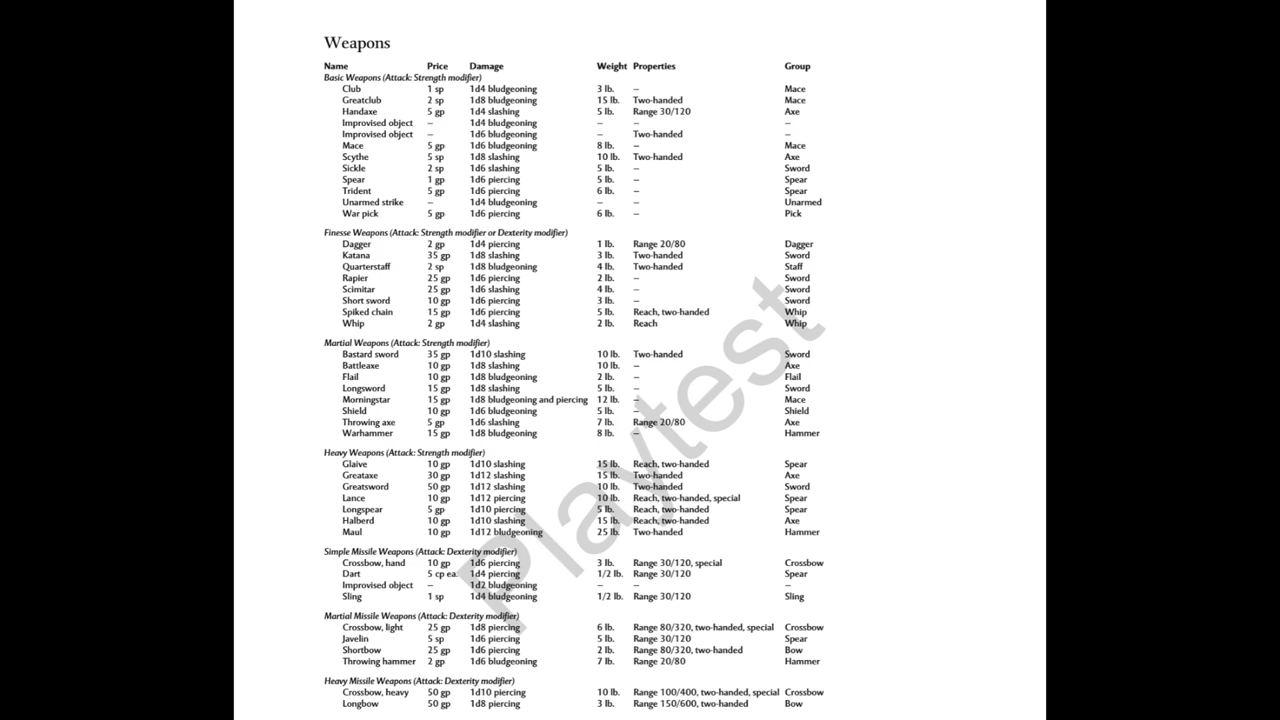 Weapons
Name Price Damage Weight Properties Group
Basic Weapons (Attack: Strength modifier)
Club 1 sp 1d4 bludgeoning 3 lb. – Mace
Greatclub 2 sp 1d8 bludgeoning 15 lb. Two-handed Mace
Handaxe 5 gp 1d4 slashing 5 lb. Range 30/120 Axe
Improvised object – 1d4 bludgeoning – – –
Improvised object – 1d6 bludgeoning – Two-handed –
Mace 5 gp 1d6 bludgeoning 8 lb. – Mace
Scythe 5 sp 1d8 slashing 10 lb. Two-handed Axe
Sickle 2 sp 1d6 slashing 5 lb. – Sword
Spear 1 gp 1d6 piercing 5 lb. – Spear
Trident 5 gp 1d6 piercing 6 lb. – Spear
Unarmed strike – 1d4 bludgeoning – – Unarmed
War pick 5 gp 1d6 piercing 6 lb. – Pick
Finesse Weapons (Attack: Strength modifier or Dexterity modifier)
Dagger 2 gp 1d4 piercing 1 lb. Range 20/80 Dagger
Katana 35 gp 1d8 slashing 3 lb. Two-handed Sword
Quarterstaff 2 sp 1d8 bludgeoning 4 lb. Two-handed Staff
Rapier 25 gp 1d6 piercing 2 lb. – Sword
Scimitar 25 gp 1d6 slashing 4 lb. – Sword
Short sword 10 gp 1d6 piercing 3 lb. – Sword
Spiked chain 15 gp 1d6 piercing 5 lb. Reach, two-handed Whip
Whip 2 gp 1d4 slashing 2 lb. Reach Whip
Martial Weapons (Attack: Strength modifier)
Bastard sword 35 gp 1d10 slashing 10 lb. Two-handed Sword
Battleaxe 10 gp 1d8 slashing 10 lb. – Axe
Flail 10 gp 1d8 bludgeoning 2 lb. – Flail
Longsword 15 gp 1d8 slashing 5 lb. – Sword
Morningstar 15 gp 1d8 bludgeoning and piercing 12 lb. – Mace
Shield 10 gp 1d6 bludgeoning 5 lb. – Shield
Throwing axe 5 gp 1d6 slashing 7 lb. Range 20/80 Axe
Warhammer 15 gp 1d8 bludgeoning 8 lb. – Hammer
Heavy Weapons (Attack: Strength modifier)
Glaive 10 gp 1d10 slashing 15 lb. Reach, two-handed Spear
Greataxe 30 gp 1d12 slashing 15 lb. Two-handed Axe
Greatsword 50 gp 1d12 slashing 10 lb. Two-handed Sword
Lance 10 gp 1d12 piercing 10 lb. Reach, two-handed, special Spear
Longspear 5 gp 1d10 piercing 5 lb. Reach, two-handed Spear
Halberd 10 gp 1d10 slashing 15 lb. Reach, two-handed Axe
Maul 10 gp 1d12 bludgeoning 25 lb. Two-handed Hammer
Simple Missile Weapons (Attack: Dexterity modifier)
Crossbow, hand 10 gp 1d6 piercing 3 lb. Range 30/120, special Crossbow
Dart 5 cp ea. 1d4 piercing 1/2 lb. Range 30/120 Spear
Improvised object – 1d2 bludgeoning – – –
Sling 1 sp 1d4 bludgeoning 1/2 lb. Range 30/120 Sling
Martial Missile Weapons (Attack: Dexterity modifier)
Crossbow, light 25 gp 1d8 piercing 6 lb. Range 80/320, two-handed, special Crossbow
Javelin 5 sp 1d6 piercing 5 lb. Range 30/120 Spear
Shortbow 25 gp 1d6 piercing 2 lb. Range 80/320, two-handed Bow
Throwing hammer 2 gp 1d6 bludgeoning 7 lb. Range 20/80 Hammer
Heavy Missile Weapons (Attack: Dexterity modifier)
Crossbow, heavy 50 gp 1d10 piercing 10 lb. Range 100/400, two-handed, special Crossbow
Longbow 50 gp 1d8 piercing 3 lb. Range 150/600, two-handed Bow
Playtest